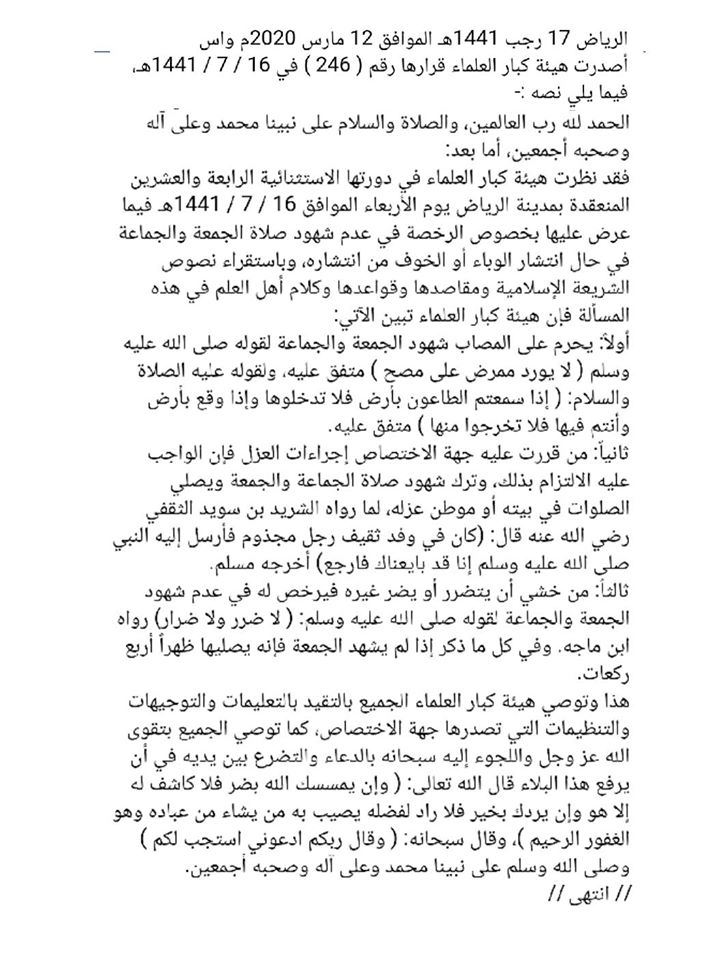 الرياض 17 رجب 1441هـ الموافق 12 مارس 2020م واس
أصدرت هيئة كبار العلماء قرارها رقم ( 246 ) في 16 / 7 / 1441هـ،
فيما يلي نصه :-
الحمد لله رب العالمين، والصلاة والسلام على نبينا محمد وعلى آله
وصحبه أجمعين، أما بعد:
فقد نظرت هيئة كبار العلماء في دورتها الاستثنائية الرابعة والعشرين
المنعقدة بمدينة الرياض يوم الأربعاء الموافق 16 / 7 / 1441هـ فيما
عرض عليها بخصوص الرخصة في عدم شهود صلاة الجمعة والجماعة
في حال انتشار الوباء أو الخوف من انتشاره، وباستقراء نصوص
الشريعة الإسلامية ومقاصدها وقواعدها وكلام أهل العلم في هذه
المسألة فإن هيئة كبار العلماء تبين الآتي:
أولاً: يحرم على المصاب شهود الجمعة والجماعة لقوله صلى الله عليه
وسلم ( لا يورد ممرض على مصح ) متفق عليه، ولقوله عليه الصلاة
والسلام: ( إذا سمعتم الطاعون بأرض فلا تدخلوها وإذا وقع بأرض
وأنتم فيها فلا تخرجوا منها ) متفق عليه.
ثانياً: من قررت عليه جهة الاختصاص إجراءات العزل فإن الواجب
عليه الالتزام بذلك، وترك شهود صلاة الجماعة والجمعة ويصلي
الصلوات في بيته أو موطن عزله، لما رواه الشريد بن سويد الثقفي
رضي الله عنه قال: (كان في وفد ثقيف رجل مجذوم فأرسل إليه النبي
صلى الله عليه وسلم إنا قد بايعناك فارجع) أخرجه مسلم.
ثالثاً: من خشي أن يتضرر أو يضر غيره فيرخص له في عدم شهود
الجمعة والجماعة لقوله صلى الله عليه وسلم: ( لا ضرر ولا ضرار) رواه
ابن ماجه. وفي كل ما ذكر إذا لم يشهد الجمعة فإنه يصليها ظهراً أربع
ركعات.
هذا وتوصي هيئة كبار العلماء الجميع بالتقيد بالتعليمات والتوجيهات
والتنظيمات التي تصدرها جهة الاختصاص، كما توصي الجميع بتقوى
الله عز وجل واللجوء إليه سبحانه بالدعاء والتضرع بين يديه في أن
يرفع هذا البلاء قال الله تعالى: ( وإن يمسسك الله بضر فلا كاشف له
إلا هو وإن يردك بخير فلا راد لفضله يصيب به من يشاء من عباده وهو
الغفور الرحيم )، وقال سبحانه: ( وقال ربكم ادعوني استجب لكم )
وصلى الله وسلم على نبينا محمد وعلى آله وصحبه أجمعين.
// انتهى //